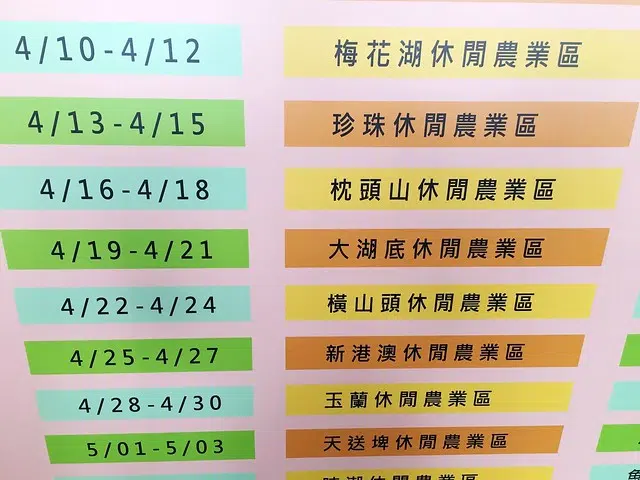 4/10-4/12 梅花湖休閒農業區
4/13-4/15 珍珠休閒農業區
4/16-4/18 枕頭山休閒農業區
4/19-4/21 大湖底休閒農業區
4/22-4/24 橫山頭休閒農業區
4/25-4/27 新港澳休閒農業區
4/28-4/30 玉蘭休閒農業區
5/01-5/03 天送埤休閒農業區
休閒農業區